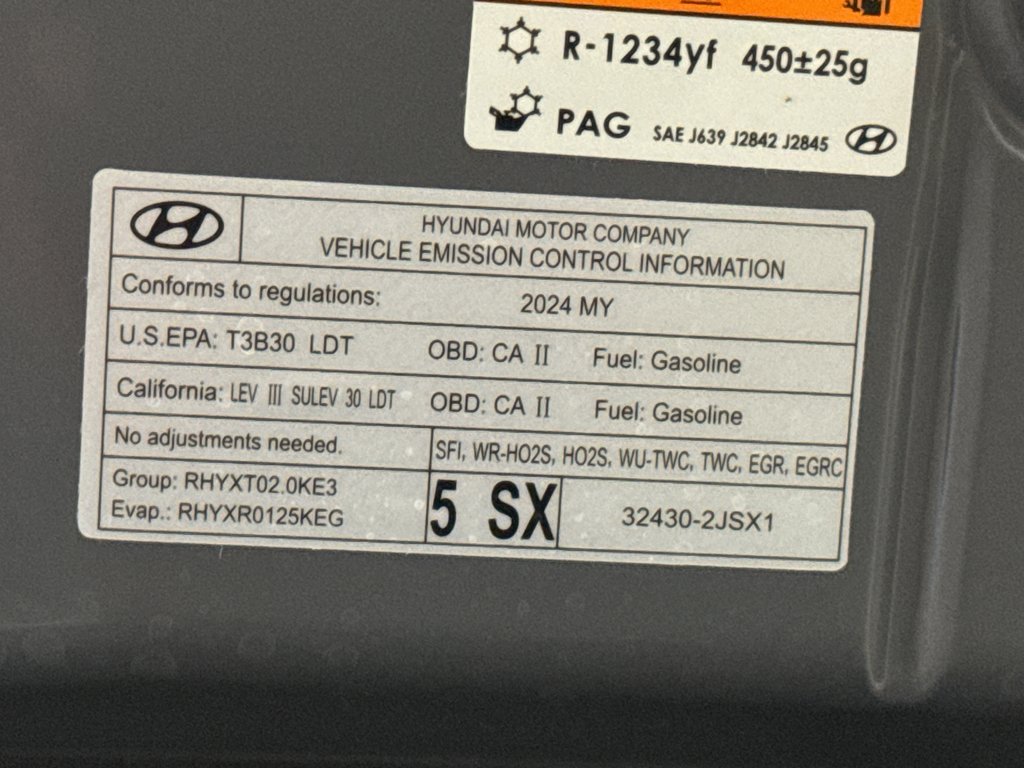 R-1234yf 450±25g
PAG SAE J639 J2842 J2845
HYUNDAI MOTOR COMPANY
VEHICLE EMISSION CONTROL INFORMATION
Conforms to regulations: 2024 MY
U.S.EPA: T3B30 LDT OBD: CA II Fuel: Gasoline
California: LEV III SULEV 30 LDT OBD: CA II Fuel: Gasoline
No adjustments needed. SFI, WR-HO2S, HO2S, WU-TWC, TWC, EGR, EGRC
Group: RHYXT02.0KE3
Evap.: RHYXR0125KEG
5 SX 32430-2JSX1